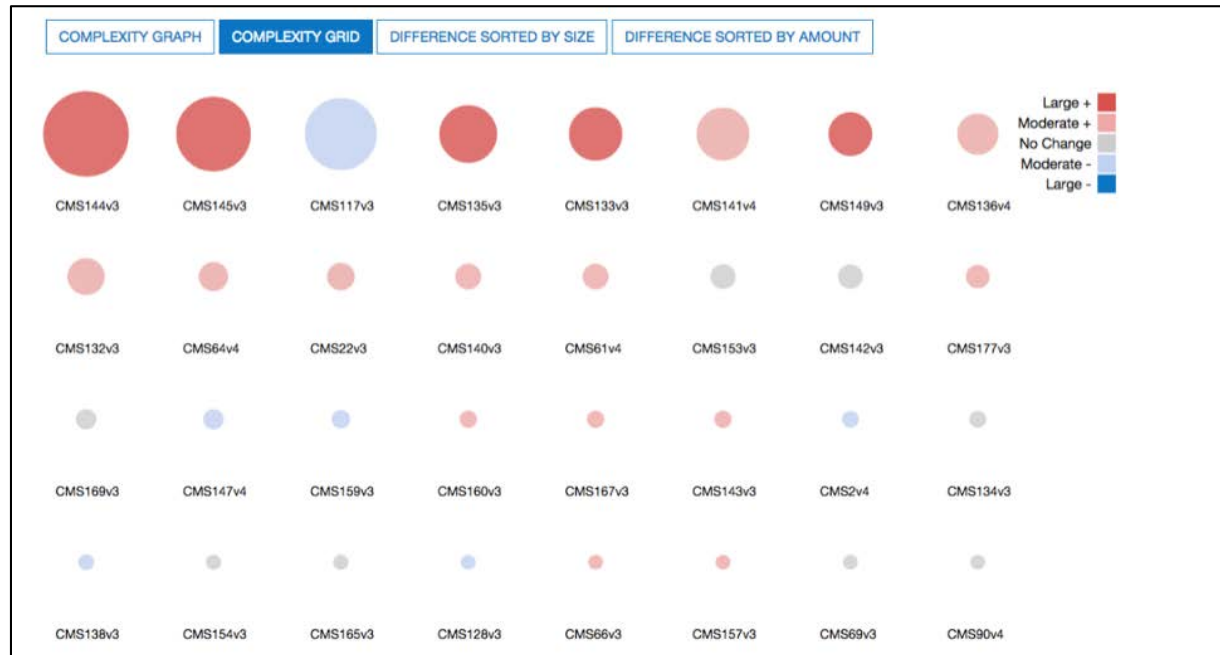 COMPLEXITY GRAPH
COMPLEXITY GRID
DIFFERENCE SORTED BY SIZE
DIFFERENCE SORTED BY AMOUNT
Large +
Moderate +
No Change
Moderate -
Large -
CMS144v3 CMS145v3 CMS117v3 CMS135v3 CMS133v3 CMS141v4 CMS149v3 CMS136v4
CMS132v3 CMS64v4 CMS22v3 CMS140v3 CMS61v4 CMS153v3 CMS142v3 CMS177v3
CMS169v3 CMS147v4 CMS159v3 CMS160v3 CMS167v3 CMS143v3 CMS2v4 CMS134v3
CMS138v3 CMS154v3 CMS165v3 CMS128v3 CMS66v3 CMS157v3 CMS69v3 CMS90v4